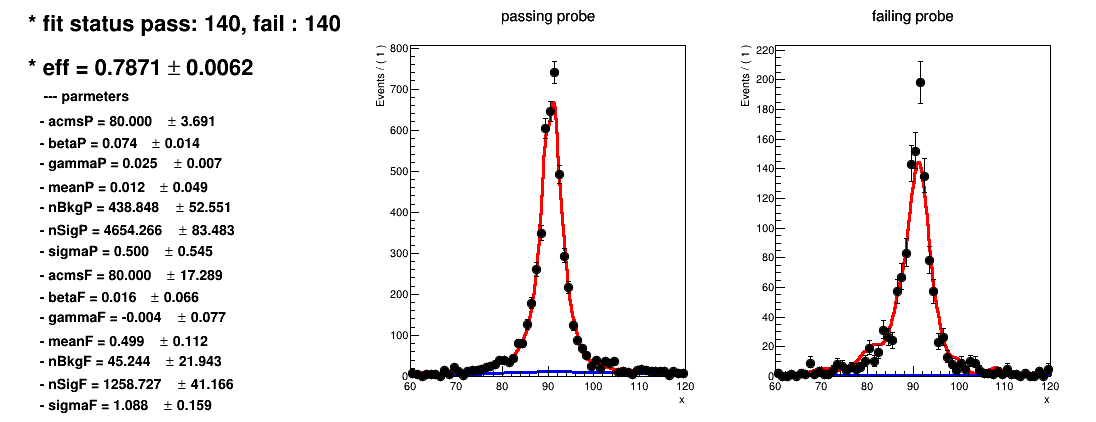 * fit status pass: 140, fail : 140
* eff = 0.7871 ± 0.0062
--- parmeters
- acmsP = 80.000 ± 3.691
- betaP = 0.074 ± 0.014
- gammaP = 0.025 ± 0.007
- meanP = 0.012 ± 0.049
- nBkgP = 438.848 ± 52.551
- nSigP = 4654.266 ± 83.483
- sigmaP = 0.500 ± 0.545
- acmsF = 80.000 ± 17.289
- betaF = 0.016 ± 0.066
- gammaF = -0.004 ± 0.077
- meanF = 0.499 ± 0.112
- nBkgF = 45.244 ± 21.943
- nSigF = 1258.727 ± 41.166
- sigmaF = 1.088 ± 0.159
passing probe
Events / ( 1 )
800
700
600
500
400
300
200
100
0
60 70 80 90 100 110 120
x
failing probe
Events / ( 1 )
220
200
180
160
140
120
100
80
60
40
20
0
60 70 80 90 100 110 120
x